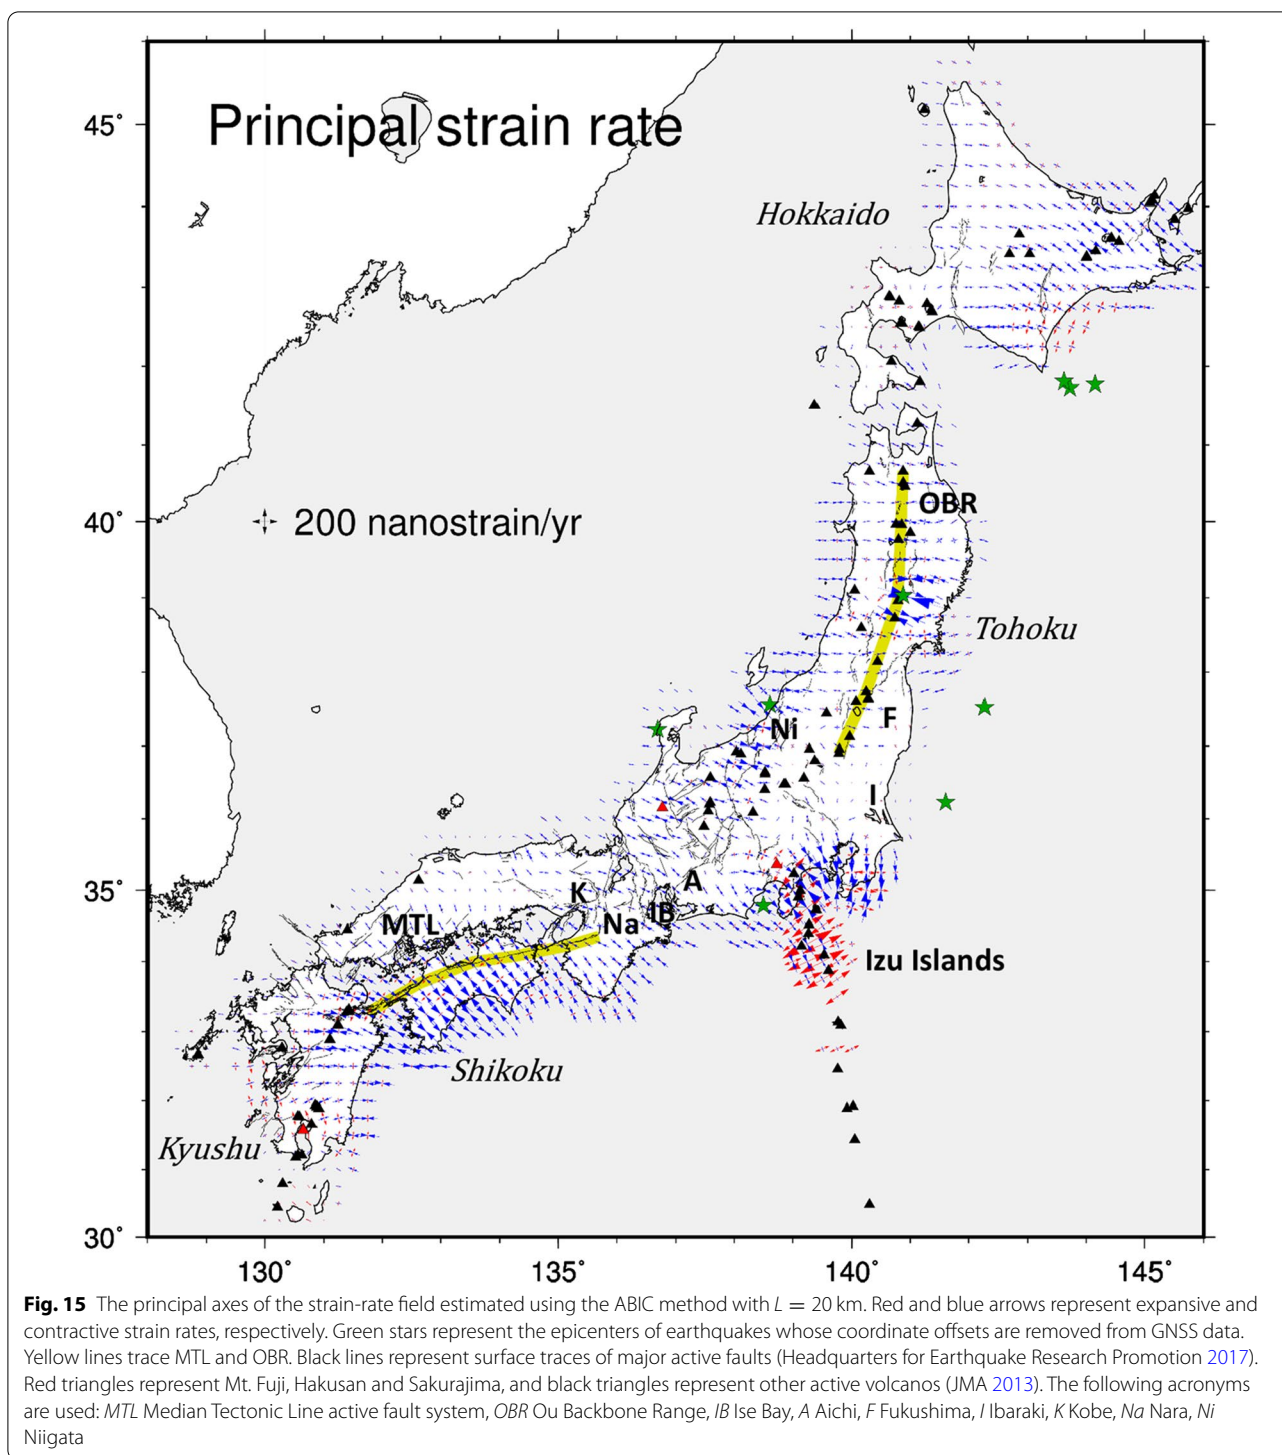 Principal strain rate
45˚
Hokkaido
OBR
40˚
200 nanostrain/yr
Tohoku
Ni
F
I
35˚
K
A
MTL
Na
IB
Izu Islands
Shikoku
Kyushu
30˚
130˚
135˚
140˚
145˚
Fig. 15 The principal axes of the strain-rate field estimated using the ABIC method with L = 20 km. Red and blue arrows represent expansive and
contractive strain rates, respectively. Green stars represent the epicenters of earthquakes whose coordinate offsets are removed from GNSS data.
Yellow lines trace MTL and OBR. Black lines represent surface traces of major active faults (Headquarters for Earthquake Research Promotion 2017).
Red triangles represent Mt. Fuji, Hakusan and Sakurajima, and black triangles represent other active volcanos (JMA 2013). The following acronyms
are used: MTL Median Tectonic Line active fault system, OBR Ou Backbone Range, IB Ise Bay, A Aichi, F Fukushima, I Ibaraki, K Kobe, Na Nara, Ni
Niigata